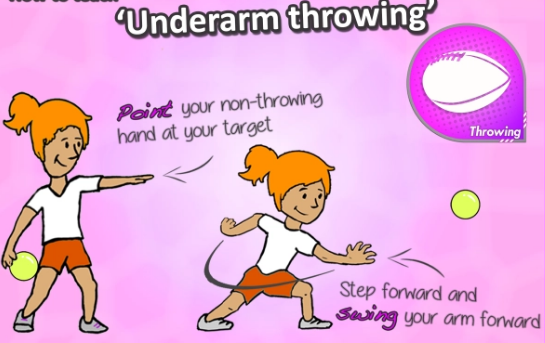 'Underarm throwing'
Throwing
Point your non-throwing
hand at your target
Step forward and
swing your arm forward